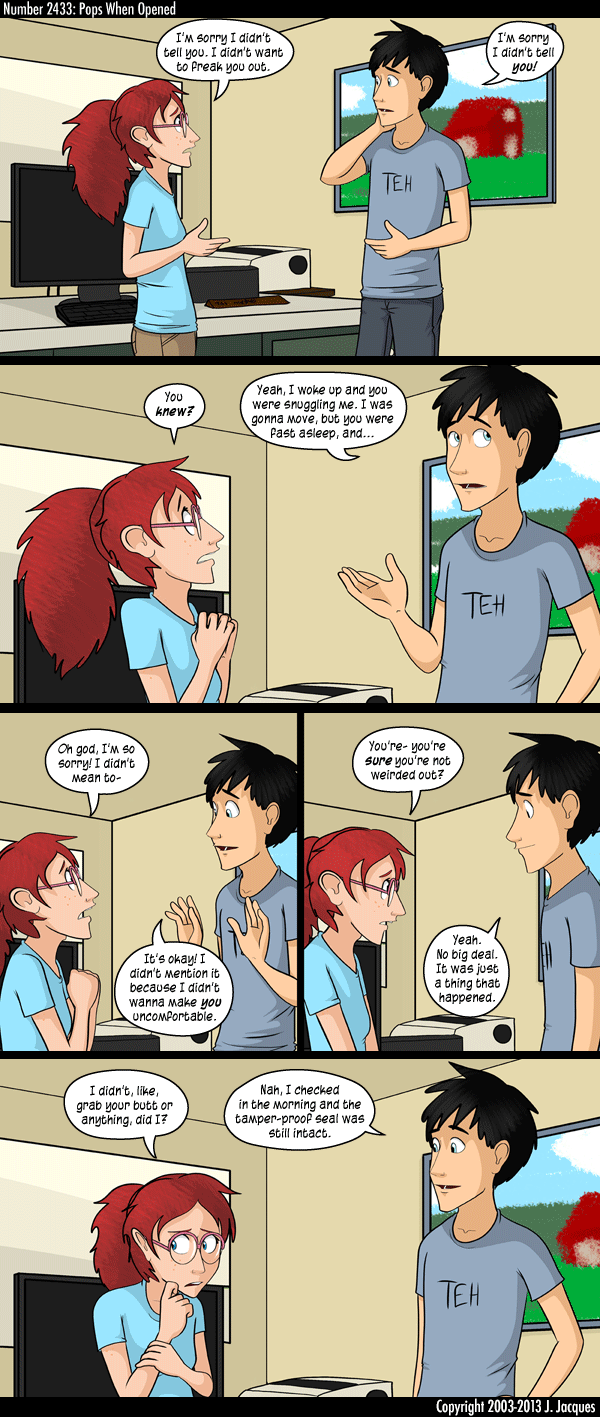 Number 2433: Pops When Opened
I'm sorry I didn't
tell you. I didn't want
to freak you out.
I'm sorry
I didn't tell
you!
TEH
You
knew?
Yeah, I woke up and you
were snuggling me. I was
gonna move, but you were
fast asleep, and...
TEH
Oh god, I'm so
sorry! I didn't
mean to-
It's okay! I
didn't mention it
because I didn't
wanna make you
uncomfortable.
You're- you're
sure you're not
weirded out?
Yeah.
No big deal.
It was just
a thing that
happened.
I didn't, like,
grab your butt or
anything, did I?
Nah, I checked
in the morning and the
tamper-proof seal was
still intact.
TEH
Copyright 2003-2013 J. Jacques